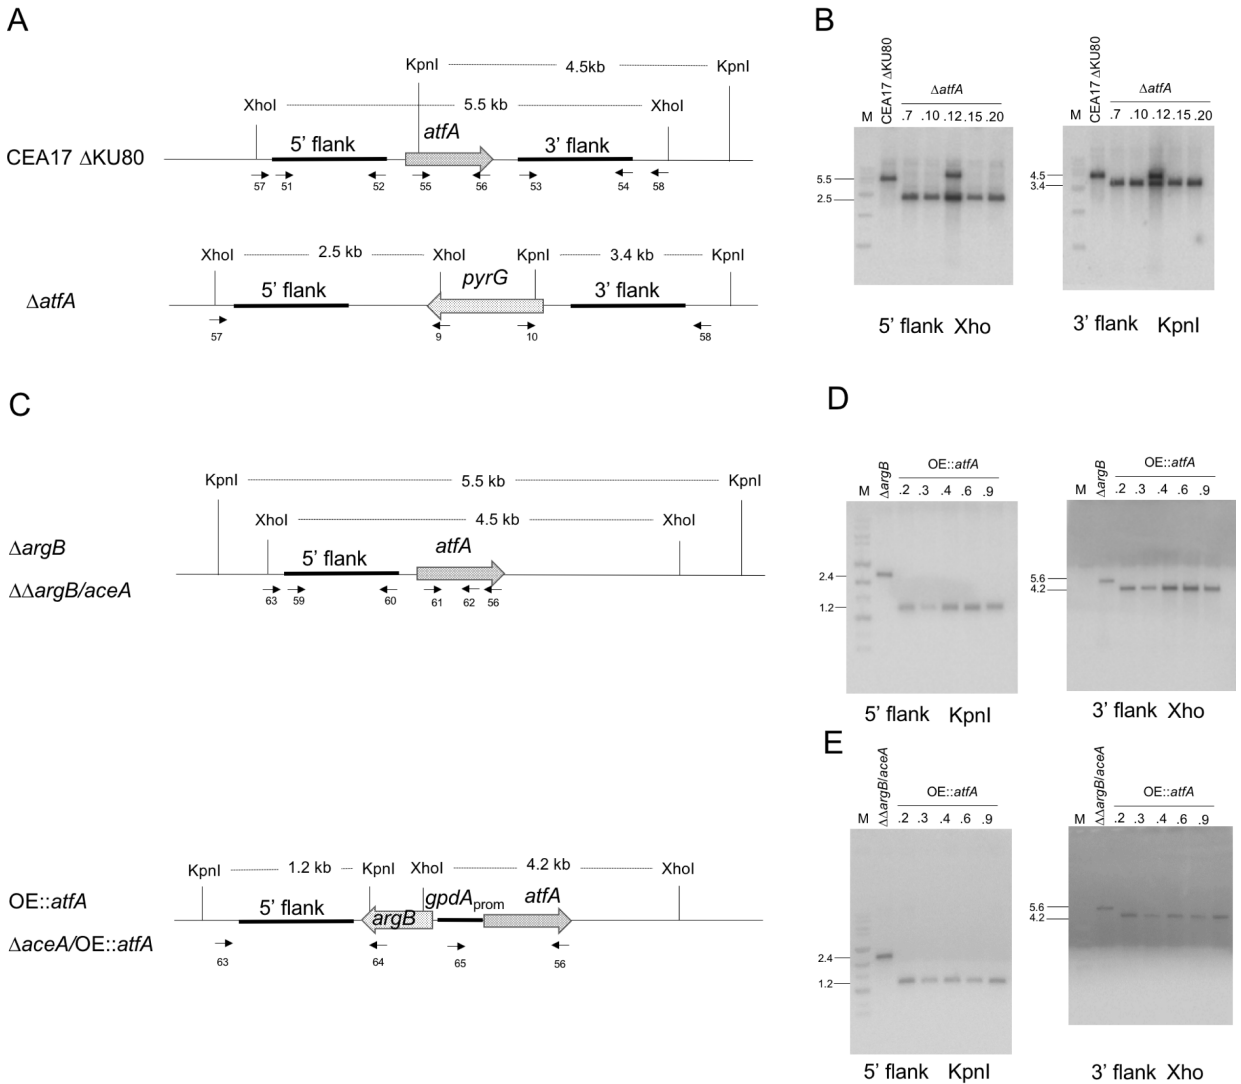 A
KpnI 4.5kb KpnI
XhoI 5.5 kb XhoI
CEA17 ΔKU80
5’ flank atfA 3’ flank
57 51 52 55 56 53 54 58
XhoI 2.5 kb XhoI KpnI 3.4 kb KpnI
ΔatfA
5’ flank pyrG 3’ flank
57 9 10 58
B
M CEA17 ΔKU80 ΔatfA
.7 .10 .12 .15 .20
5.5
2.5
5’ flank Xho
M CEA17 ΔKU80 ΔatfA
.7 .10 .12 .15 .20
4.5
3.4
3’ flank KpnI
C
KpnI 5.5 kb KpnI
XhoI 4.5 kb XhoI
ΔargB
ΔΔargB/aceA
5’ flank atfA
63 59 60 61 62 56
KpnI 1.2 kb KpnI XhoI 4.2 kb XhoI
OE::atfA
ΔaceA/OE::atfA
5’ flank argB gpdAprom atfA
63 64 65 56
D
M ΔargB OE::atfA
.2 .3 .4 .6 .9
2.4
1.2
5’ flank KpnI
M ΔargB OE::atfA
.2 .3 .4 .6 .9
5.6
4.2
3’ flank Xho
E
M ΔΔargB/aceA OE::atfA
.2 .3 .4 .6 .9
2.4
1.2
5’ flank KpnI
M ΔΔargB/aceA OE::atfA
.2 .3 .4 .6 .9
5.6
4.2
3’ flank Xho